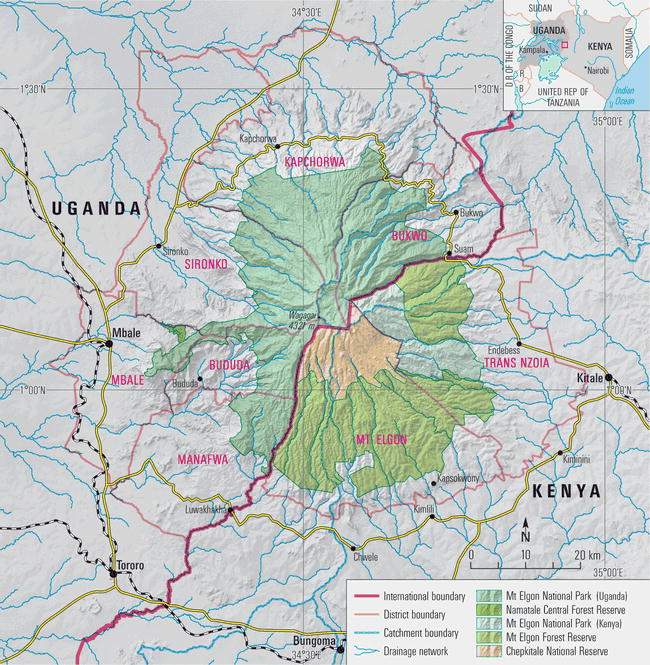 34°30'E
SUDAN
UGANDA
Kampala
KENYA
Nairobi
SOMALIA
D R OF THE CONGO
R
B
UNITED REP OF
TANZANIA
Indian
Ocean
1°30'N
1°30'N
35°00'E
Kapchorwa
KAPCHORWA
UGANDA
Bukwo
BUKWO
Suam
Sironko
SIRONKO
Wagagai
4321 m
Mbale
Endebess
TRANS NZOIA
BUDUDA
MBALE
Bududa
Kitale
1°00'N
1°00'N
MT ELGON
MANAFWA
Kiminini
Kapsokwony
KENYA
Luwakhakha
Kimilili
N
Chwele
0 10 20 km
Tororo
35°00'E
Bungoma
34°30'E
International boundary
District boundary
Catchment boundary
Drainage network
Mt Elgon National Park (Uganda)
Namatale Central Forest Reserve
Mt Elgon National Park (Kenya)
Mt Elgon Forest Reserve
Chepkitale National Reserve